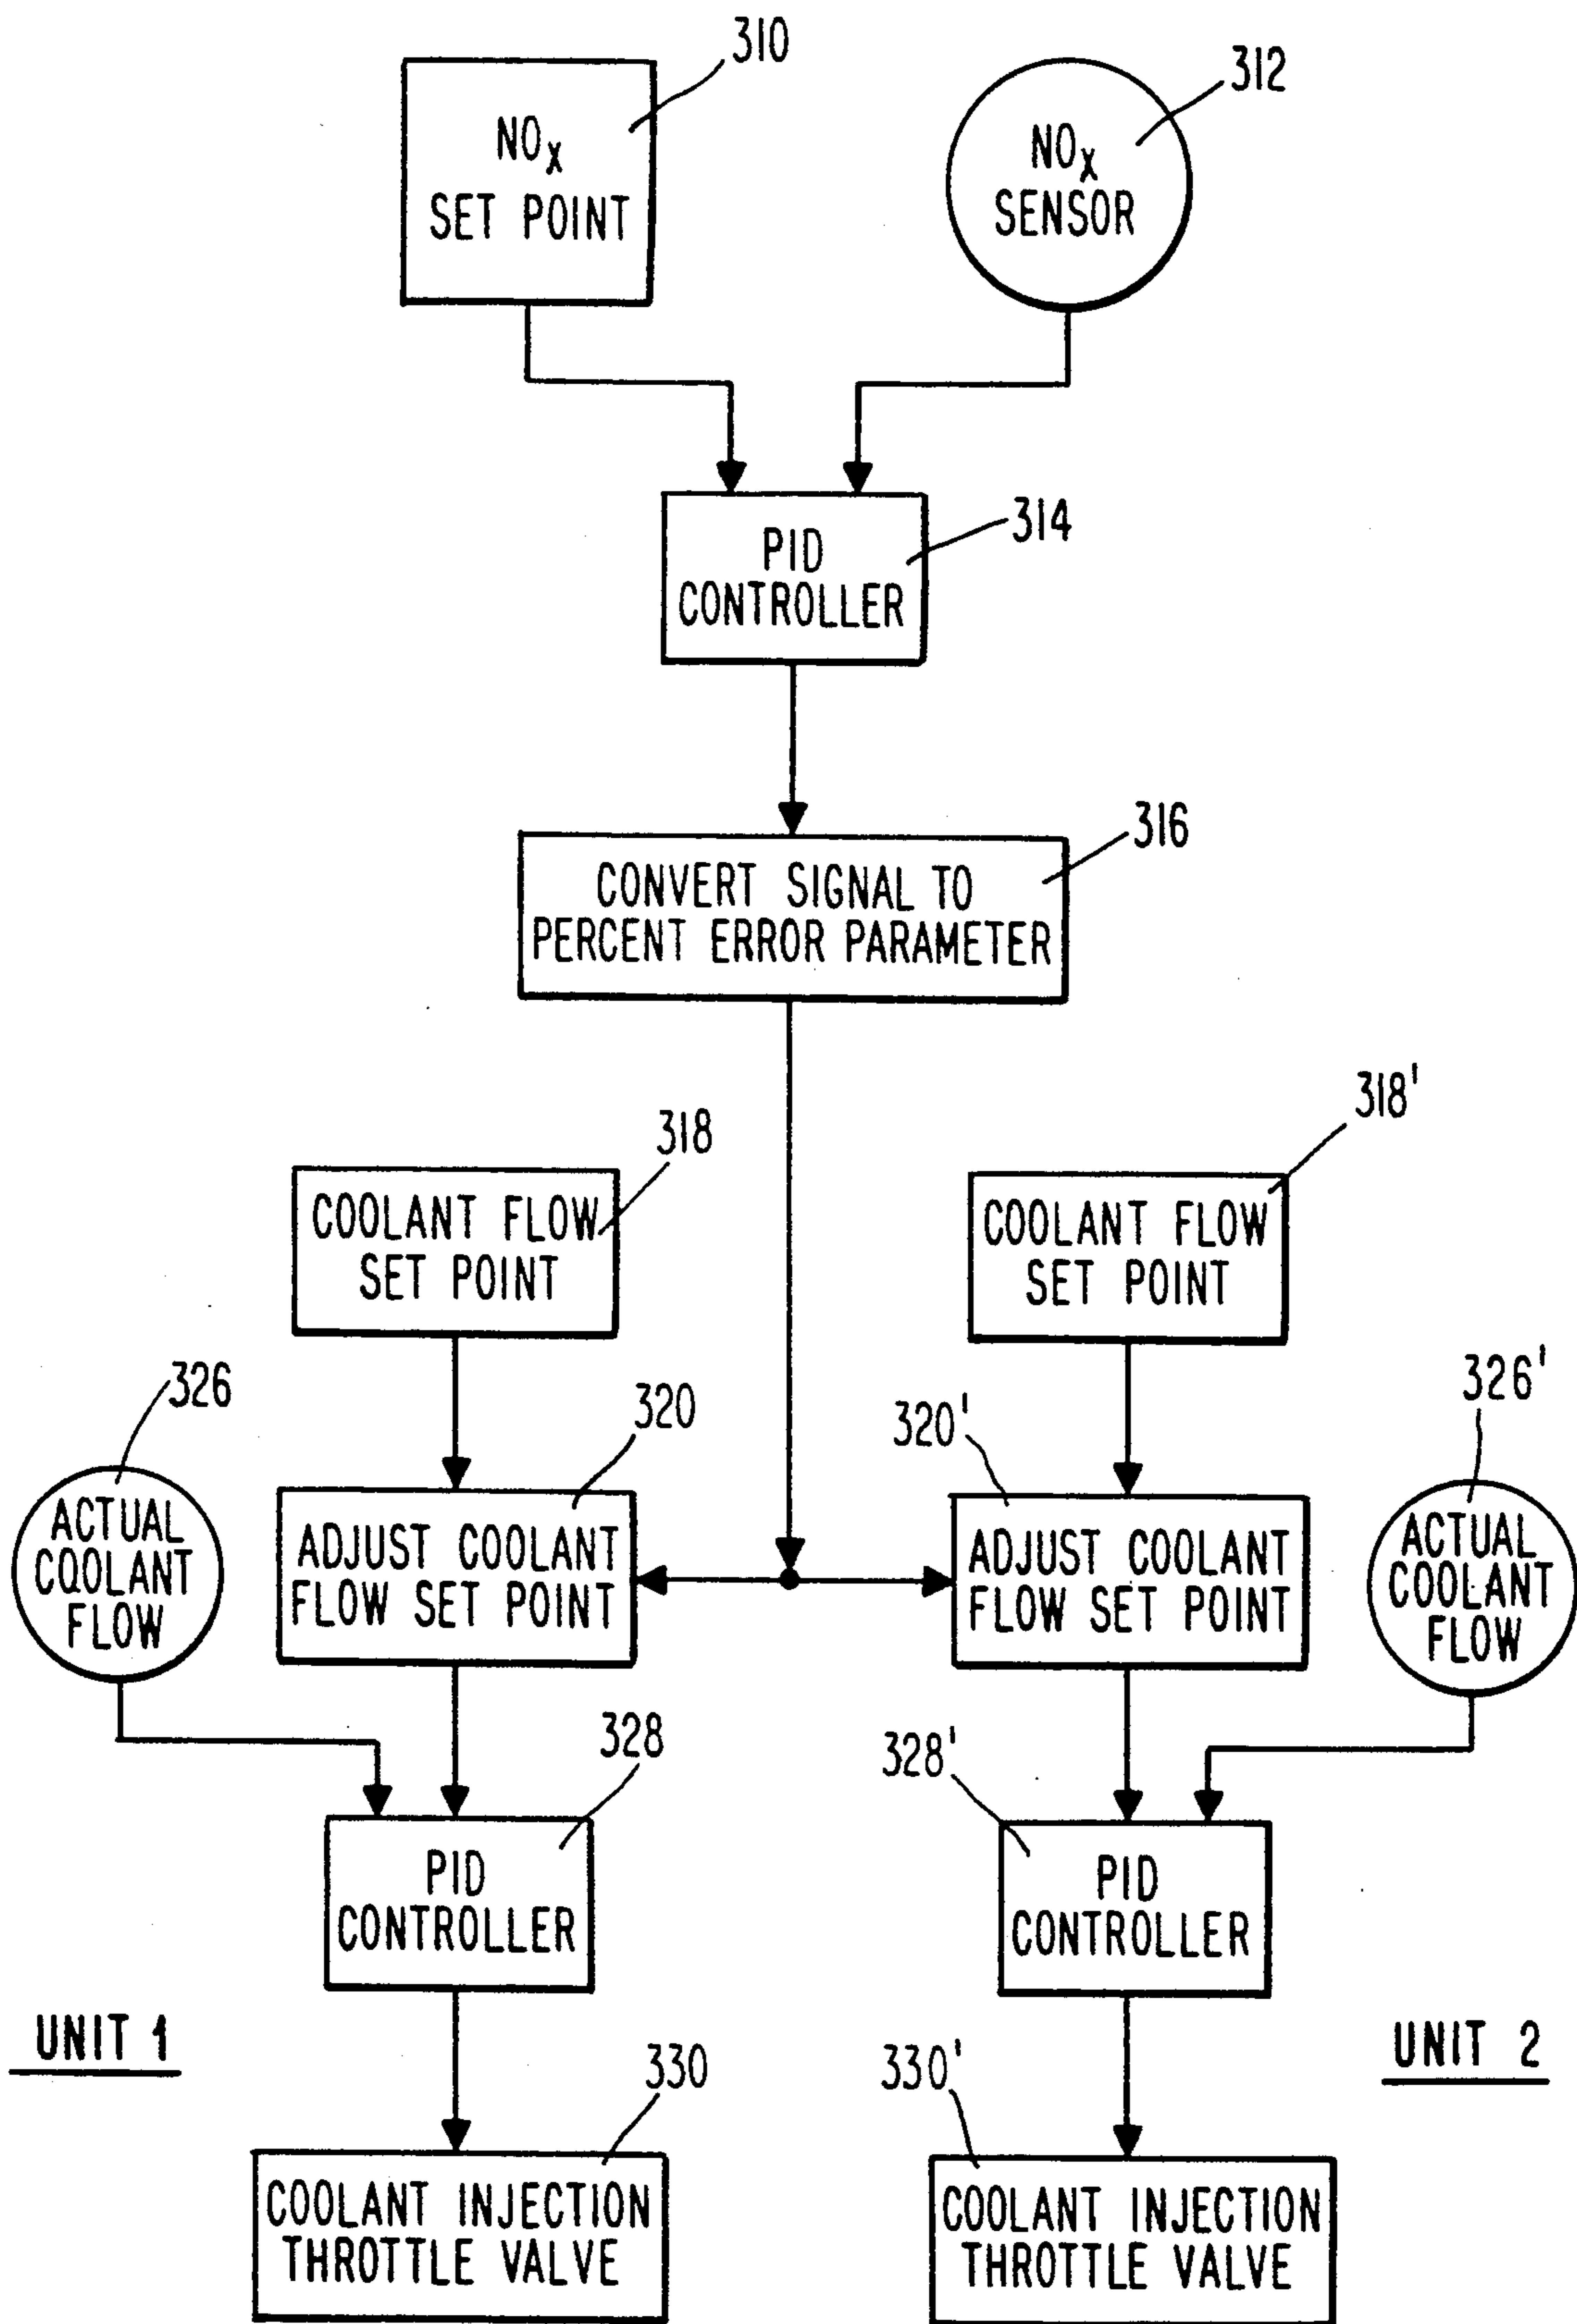 310
312
NOx
SET POINT
NOx
SENSOR
314
PID
CONTROLLER
316
CONVERT SIGNAL TO
PERCENT ERROR PARAMETER
318
318'
COOLANT FLOW
SET POINT
COOLANT FLOW
SET POINT
326
320
320'
326'
ACTUAL
COOLANT
FLOW
ADJUST COOLANT
FLOW SET POINT
ADJUST COOLANT
FLOW SET POINT
ACTUAL
COOLANT
FLOW
328
328'
PID
CONTROLLER
PID
CONTROLLER
UNIT 1
UNIT 2
330
330'
COOLANT INJECTION
THROTTLE VALVE
COOLANT INJECTION
THROTTLE VALVE